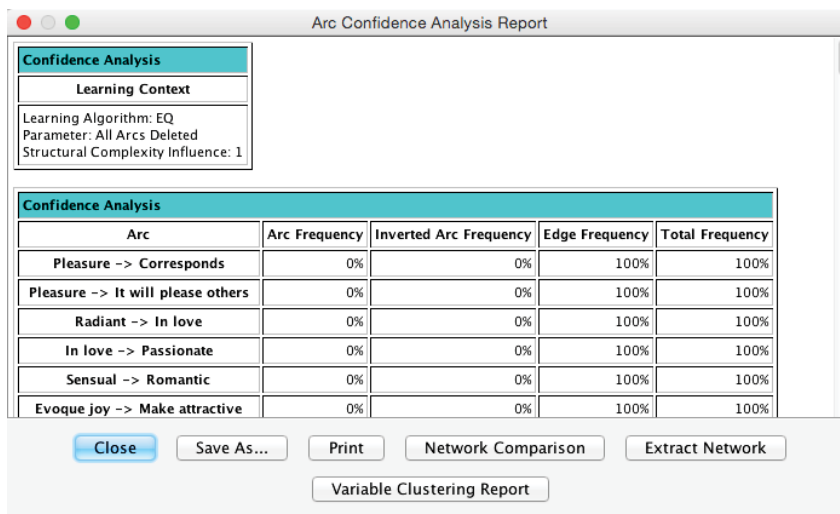 Arc Confidence Analysis Report
Confidence Analysis
Learning Context
Learning Algorithm: EQ
Parameter: All Arcs Deleted
Structural Complexity Influence: 1
Confidence Analysis
Arc Arc Frequency Inverted Arc Frequency Edge Frequency Total Frequency
Pleasure -> Corresponds 0% 0% 100% 100%
Pleasure -> It will please others 0% 0% 100% 100%
Radiant -> In love 0% 0% 100% 100%
In love -> Passionate 0% 0% 100% 100%
Sensual -> Romantic 0% 0% 100% 100%
Evoque joy -> Make attractive 0% 0% 100% 100%
Close Save As... Print Network Comparison Extract Network
Variable Clustering Report